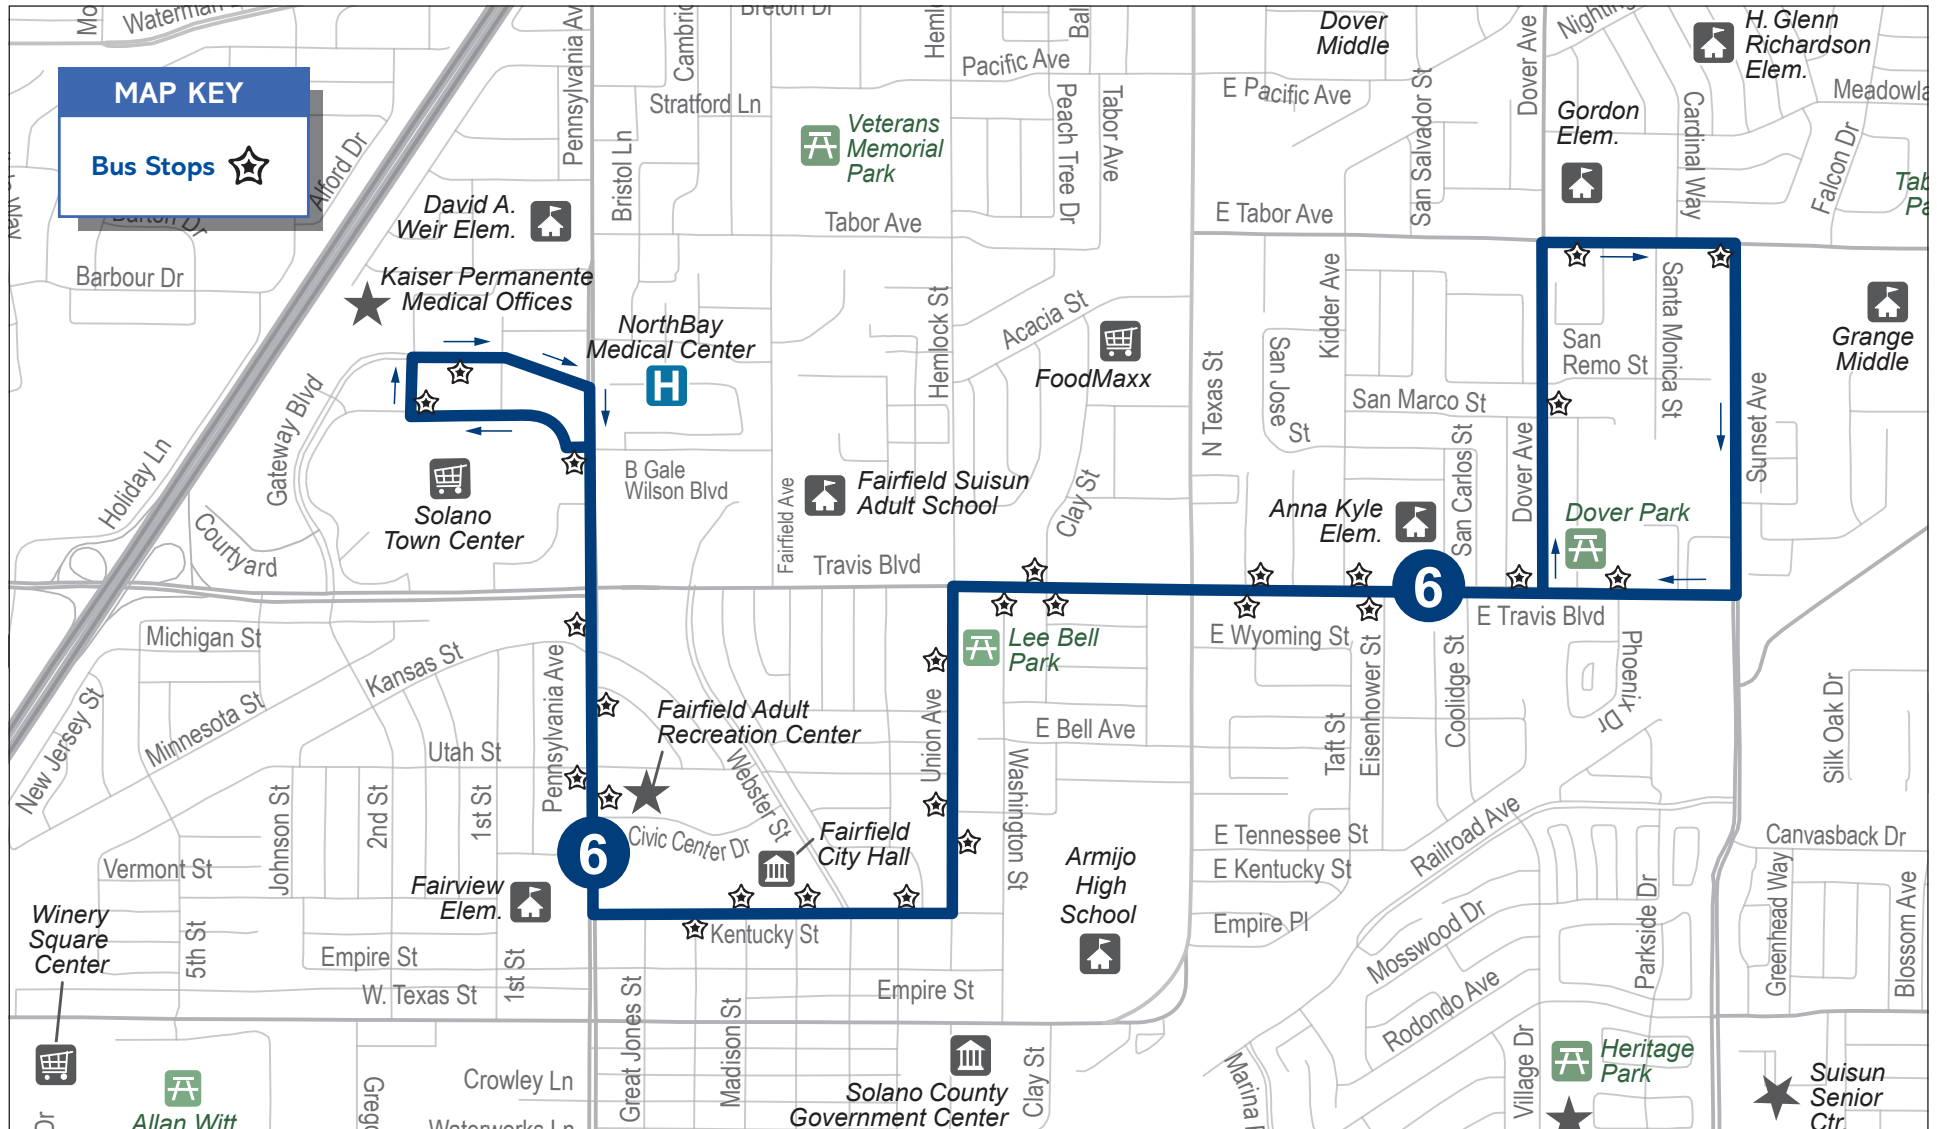 MAP KEY
Bus Stops
Waterman
Breton Dr
Pennsylvania Av
Pacific Ave
Stratford Ln
Alford Dr
Barton Dr
Barbour Dr
Bristol Ln
David A.
Weir Elem.
Kaiser Permanente
Medical Offices
NorthBay
Medical Center
H
Veterans
Memorial
Park
Tabor Ave
Peach Tree Dr
Tabor Ave
Dover
Middle
E Pacific Ave
San Salvador St
E Tabor Ave
Dover Ave
H. Glenn
Richardson
Elem.
Gordon
Elem.
Cardinal Way
Falcon Dr
Grange
Middle
Hemlock St
Acacia St
FoodMaxx
N Texas St
San Jose
St
Kidder Ave
San Marco St
San
Remo St
Santa Monica St
Sunset Ave
Gateway Blvd
Holiday Ln
Courtyard
Solano
Town Center
B Gale
Wilson Blvd
Fairfield Ave
Fairfield Suisun
Adult School
Travis Blvd
Clay St
Anna Kyle
Elem.
San Carlos St
Dover Ave
Dover Park
6
E Travis Blvd
E Wyoming St
Lee Bell
Park
Michigan St
Kansas St
Minnesota St
New Jersey St
Utah St
Pennsylvania Ave
Fairfield Adult
Recreation Center
Webster St
Union Ave
Washington St
E Bell Ave
Taft St
Eisenhower St
Coolidge St
Phoenix Dr
Silk Oak Dr
Johnson St
2nd St
1st St
6
Civic Center Dr
Fairfield
City Hall
Vermont St
Fairview
Elem.
Armijo
High
School
E Tennessee St
E Kentucky St
Empire Pl
Railroad Ave
Mosswood Dr
Rodondo Ave
Parkside Dr
Canvasback Dr
Greenhead Way
Blossom Ave
Winery
Square
Center
5th St
Empire St
W. Texas St
1st St
Kentucky St
Empire St
Great Jones St
Madison St
Crowley Ln
Waterworks Ln
Allan Witt
Solano County
Government Center
Clay St
Village Dr
Heritage
Park
Suisun
Senior
Ctr